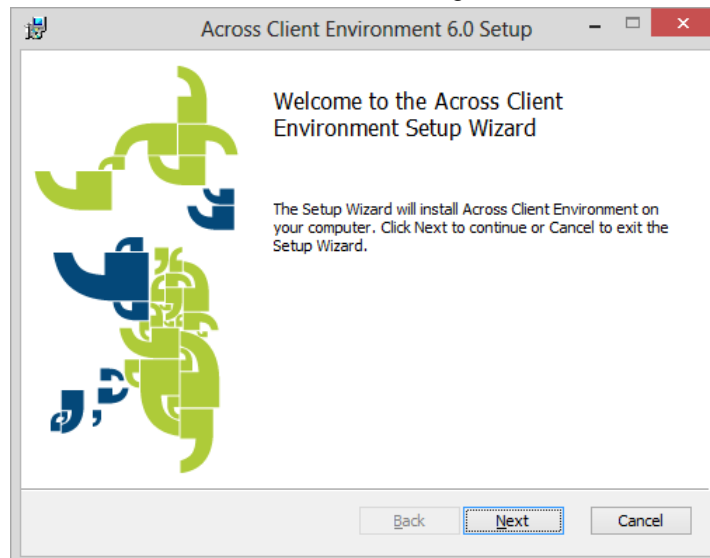 Across Client Environment 6.0 Setup
Welcome to the Across Client
Environment Setup Wizard
The Setup Wizard will install Across Client Environment on
your computer. Click Next to continue or Cancel to exit the
Setup Wizard.
Back Next Cancel